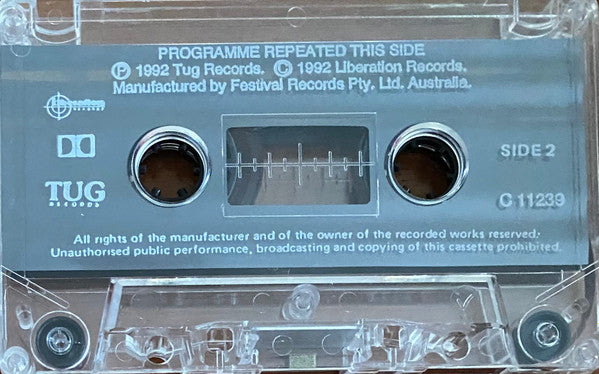 PROGRAMME REPEATED THIS SIDE
Ⓟ 1992 Tug Records. © 1992 Liberation Records.
Manufactured by Festival Records Pty. Ltd. Australia.
Liberation
RECORDS
SIDE 2
TUG
RECORDS
C 11239
All rights of the manufacturer and of the owner of the recorded works reserved.
Unauthorised public performance, broadcasting and copying of this cassette prohibited.